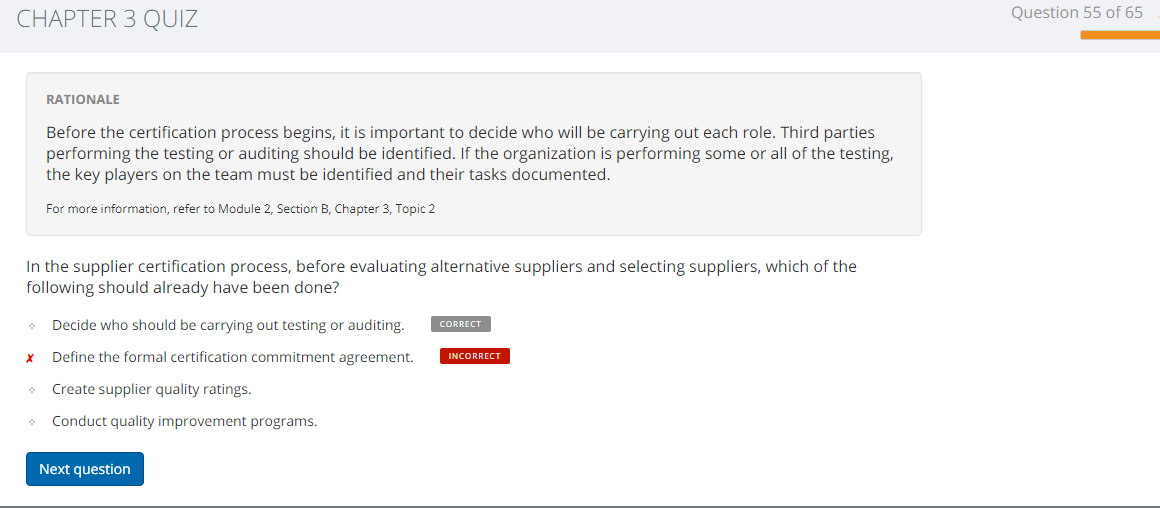 CHAPTER 3 QUIZ
Question 55 of 65
RATIONALE
Before the certification process begins, it is important to decide who will be carrying out each role. Third parties
performing the testing or auditing should be identified. If the organization is performing some or all of the testing,
the key players on the team must be identified and their tasks documented.
For more information, refer to Module 2, Section B, Chapter 3, Topic 2
In the supplier certification process, before evaluating alternative suppliers and selecting suppliers, which of the
following should already have been done?
Decide who should be carrying out testing or auditing. CORRECT
✗ Define the formal certification commitment agreement. INCORRECT
Create supplier quality ratings.
Conduct quality improvement programs.
Next question